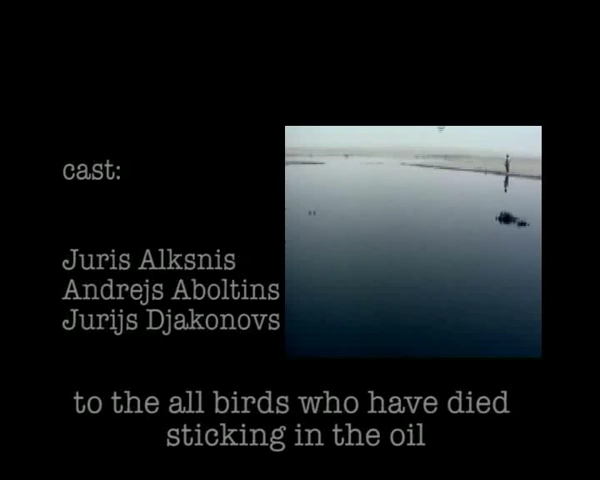 cast:
Juris Alksnis
Andrejs Aboltins
Jurijs Djakonovs
to the all birds who have died
sticking in the oil